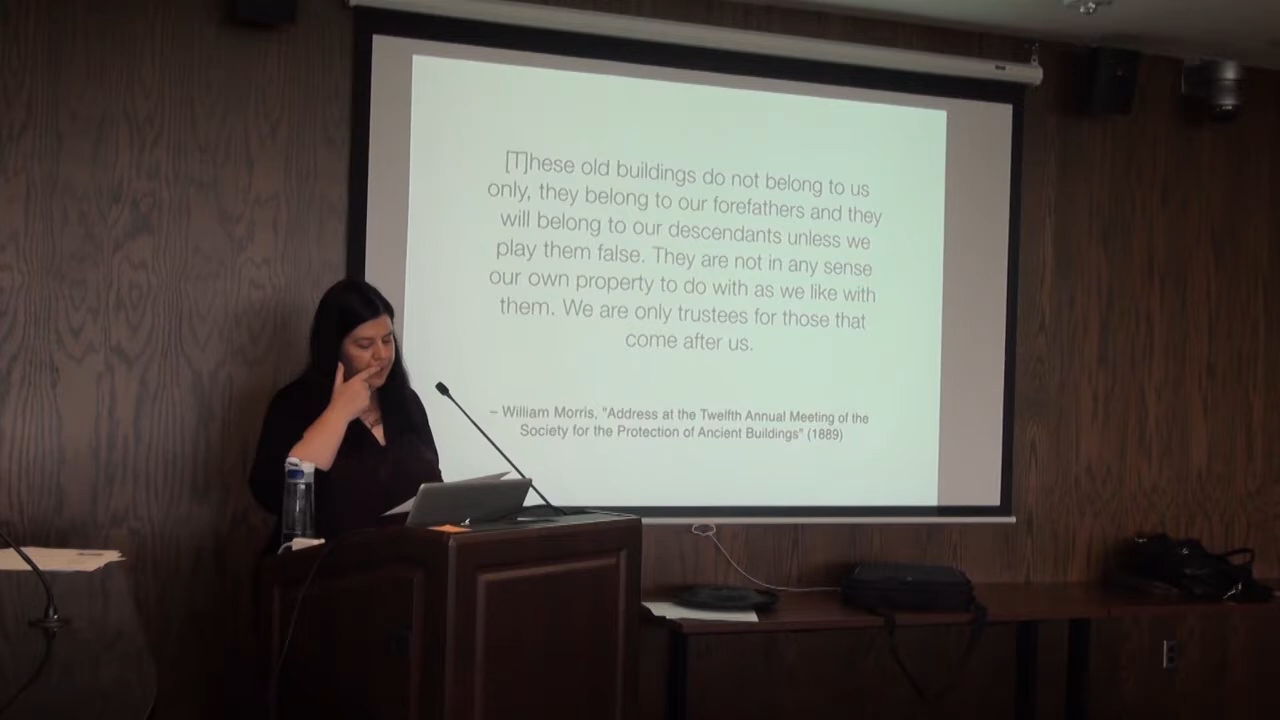 [T]hese old buildings do not belong to us
only, they belong to our forefathers and they
will belong to our descendants unless we
play them false. They are not in any sense
our own property to do with as we like with
them. We are only trustees for those that
come after us.
– William Morris, "Address at the Twelfth Annual Meeting of the
Society for the Protection of Ancient Buildings" (1889)